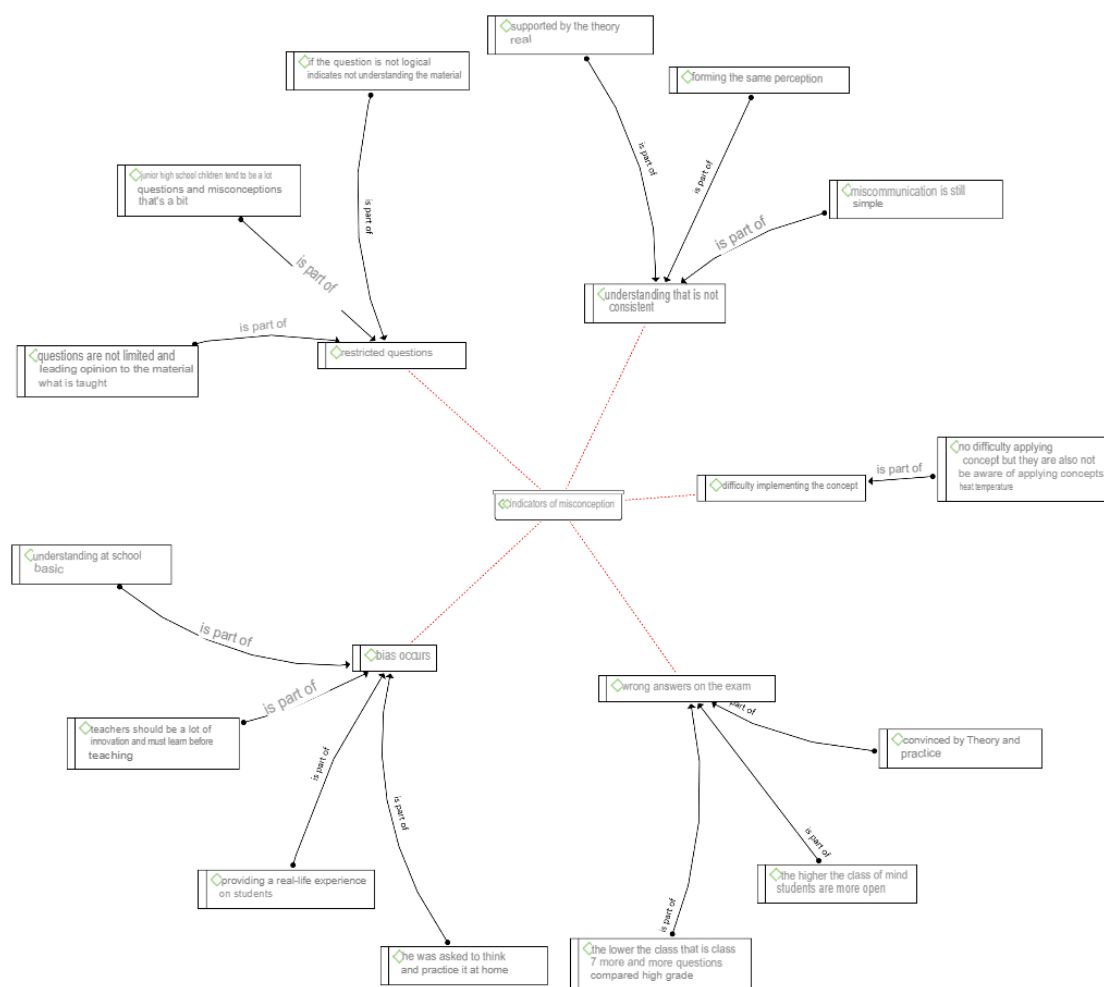 supported by the theory
real
if the question is not logical
indicates not understanding the material
forming the same perception
is part of
is part of
junior high school children tend to be a lot
questions and misconceptions
that's a bit
miscommunication is still
simple
is part of
is part of
is part of
understanding that is not
consistent
is part of
questions are not limited and
leading opinion to the material
what is taught
restricted questions
no difficulty applying
concept but they are also not
be aware of applying concepts
heat temperature
is part of
difficulty implementing the concept
indicators of misconception
understanding at school
basic
is part of
bias occurs
wrong answers on the exam
is part of
part of
teachers should be a lot of
innovation and must learn before
teaching
convinced by Theory and
practice
is part of
is part of
is part of
providing a real-life experience
on students
the higher the class of mind
students are more open
is part of
he was asked to think
and practice it at home
the lower the class that is class
7 more and more questions
compared high grade